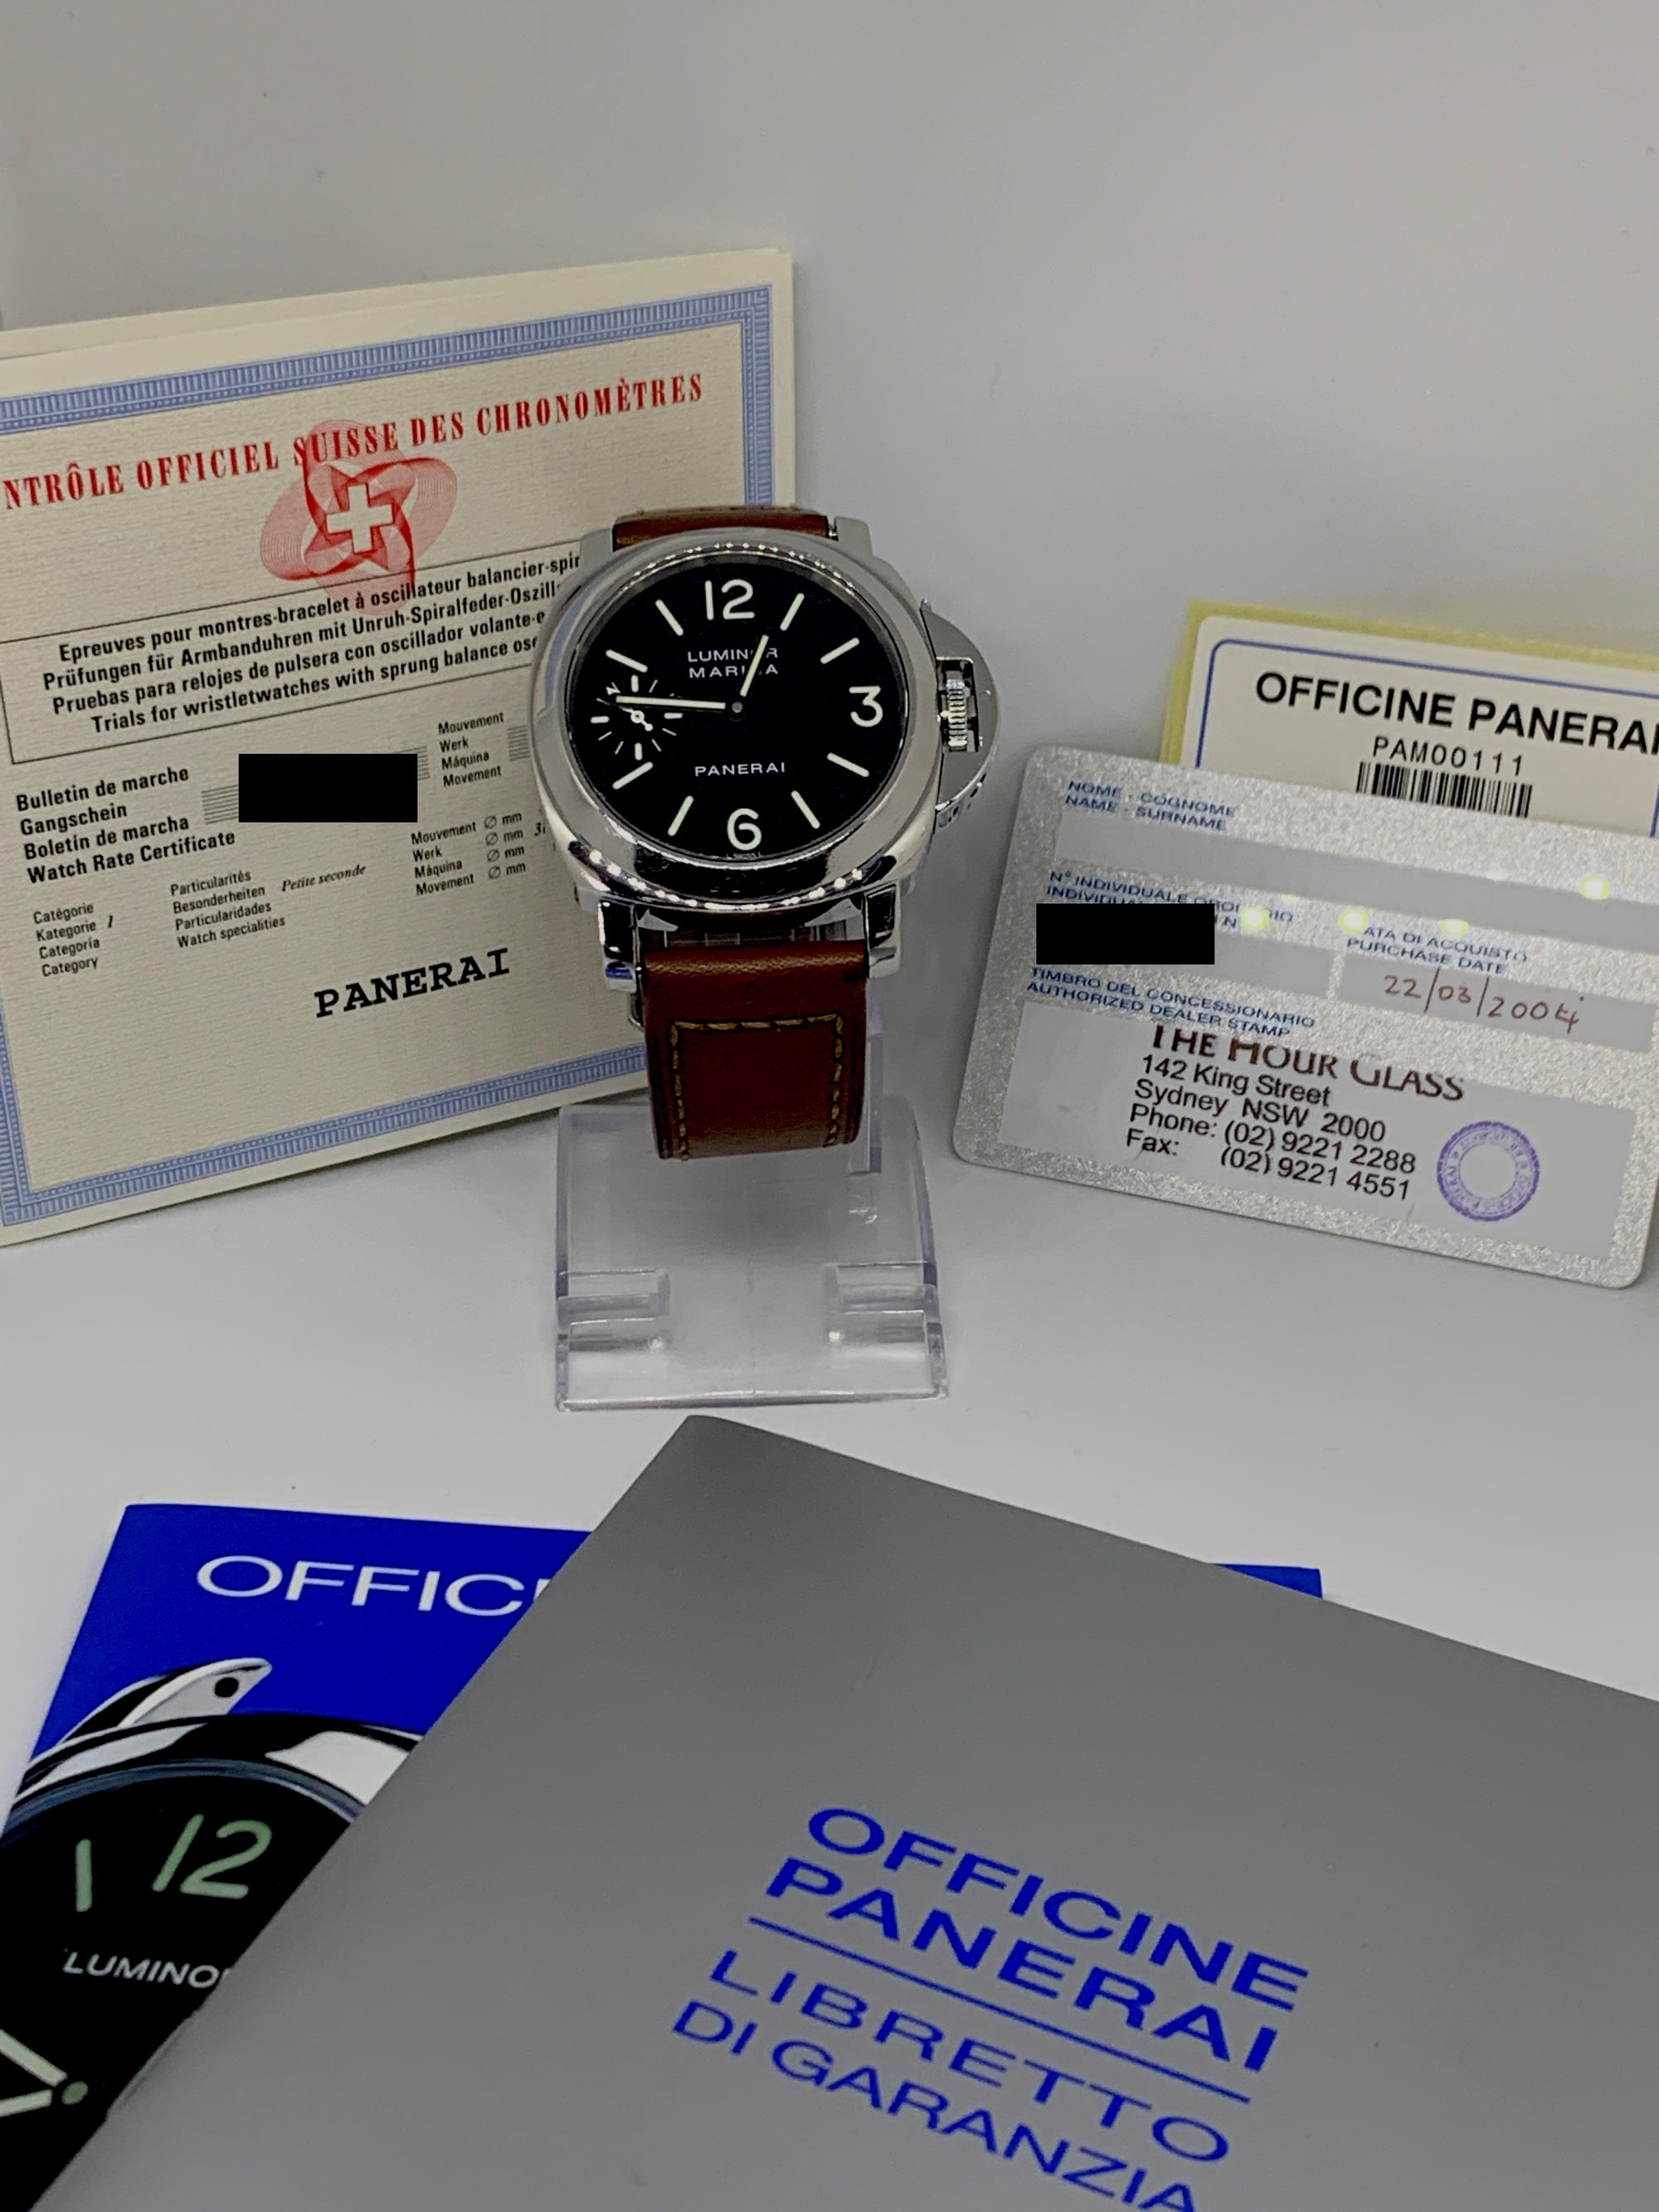 NTRÔLE OFFICIEL SUISSE DES CHRONOMÈTRES
Epreuves pour montres-bracelet à oscillateur balancier-spir
Prüfungen für Armbanduhren mit Unruh-Spiralfeder-Oszill
Pruebas para relojes de pulsera con oscillador volante-e
Trials for wristletwatches with sprung balance osc
Bulletin de marche
Gangschein
Boletin de marcha
Watch Rate Certificate
Mouvement
Werk
Máquina
Movement
Mouvement Ø mm
Werk Ø mm
Máquina Ø mm
Movement Ø mm
Catégorie
Kategorie 1
Categoría
Category
Particularités
Besonderheiten Petite seconde
Particularidades
Watch specialities
PANERAI
12
LUMINOR
MARINA
3
PANERAI
6
OFFICINE PANERAI
PAM00111
NOME - COGNOME
NAME - SURNAME
N° INDIVIDUALE
DATA DI ACQUISTO
PURCHASE DATE
22/03/2004
TIMBRO DEL CONCESSIONARIO
AUTHORIZED DEALER STAMP
THE HOUR GLASS
142 King Street
Sydney NSW 2000
Phone: (02) 9221 2288
Fax: (02) 9221 4551
OFFICI
12
LUMINO
OFFICINE
PANERAI
LIBRETTO
DI GARANZIA